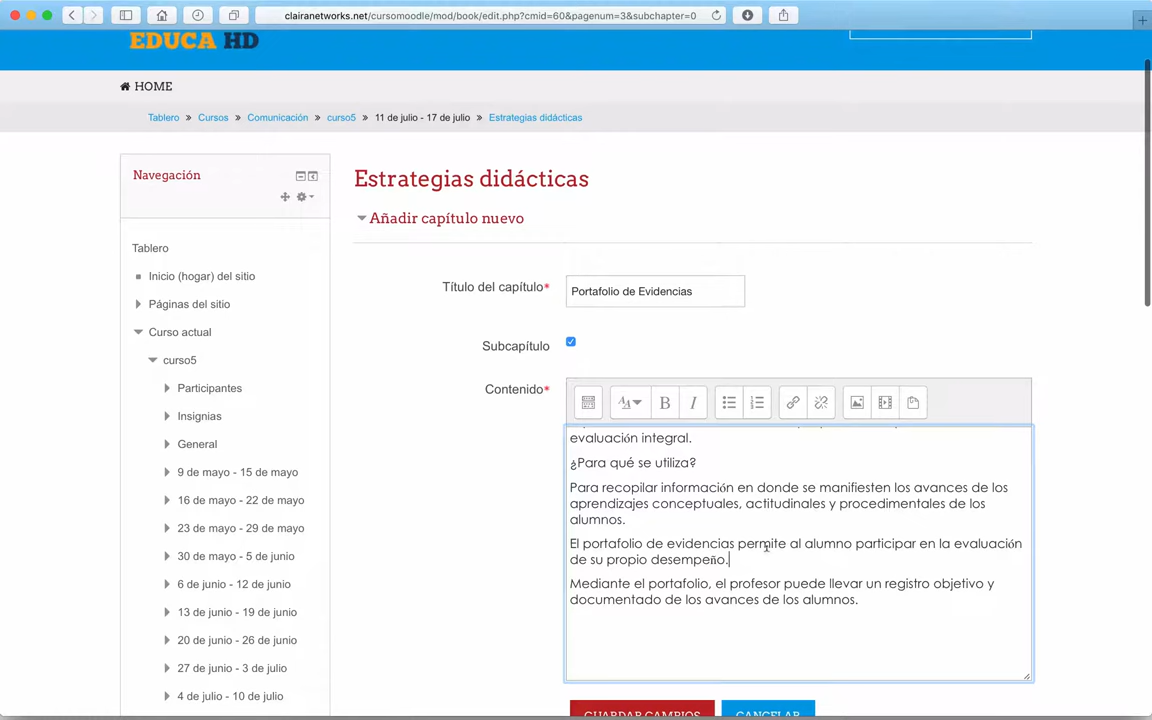 clairanetworks.net/cursomoodle/mod/book/edit.php?cmid=60&pagenum=3&subchapter=0
EDUCA HD
HOME
Tablero » Cursos » Comunicación » curso5 » 11 de julio - 17 de julio » Estrategias didácticas
Navegación
Tablero
Inicio (hogar) del sitio
Páginas del sitio
Curso actual
curso5
Participantes
Insignias
General
9 de mayo - 15 de mayo
16 de mayo - 22 de mayo
23 de mayo - 29 de mayo
30 de mayo - 5 de junio
6 de junio - 12 de junio
13 de junio - 19 de junio
20 de junio - 26 de junio
27 de junio - 3 de julio
4 de julio - 10 de julio
Estrategias didácticas
Añadir capítulo nuevo
Título del capítulo*
Portafolio de Evidencias
Subcapítulo
Contenido*
evaluación integral.
¿Para qué se utiliza?
Para recopilar información en donde se manifiesten los avances de los
aprendizajes conceptuales, actitudinales y procedimentales de los
alumnos.
El portafolio de evidencias permite al alumno participar en la evaluación
de su propio desempeño.
Mediante el portafolio, el profesor puede llevar un registro objetivo y
documentado de los avances de los alumnos.
GUARDAR CAMBIOS
CANCELAR